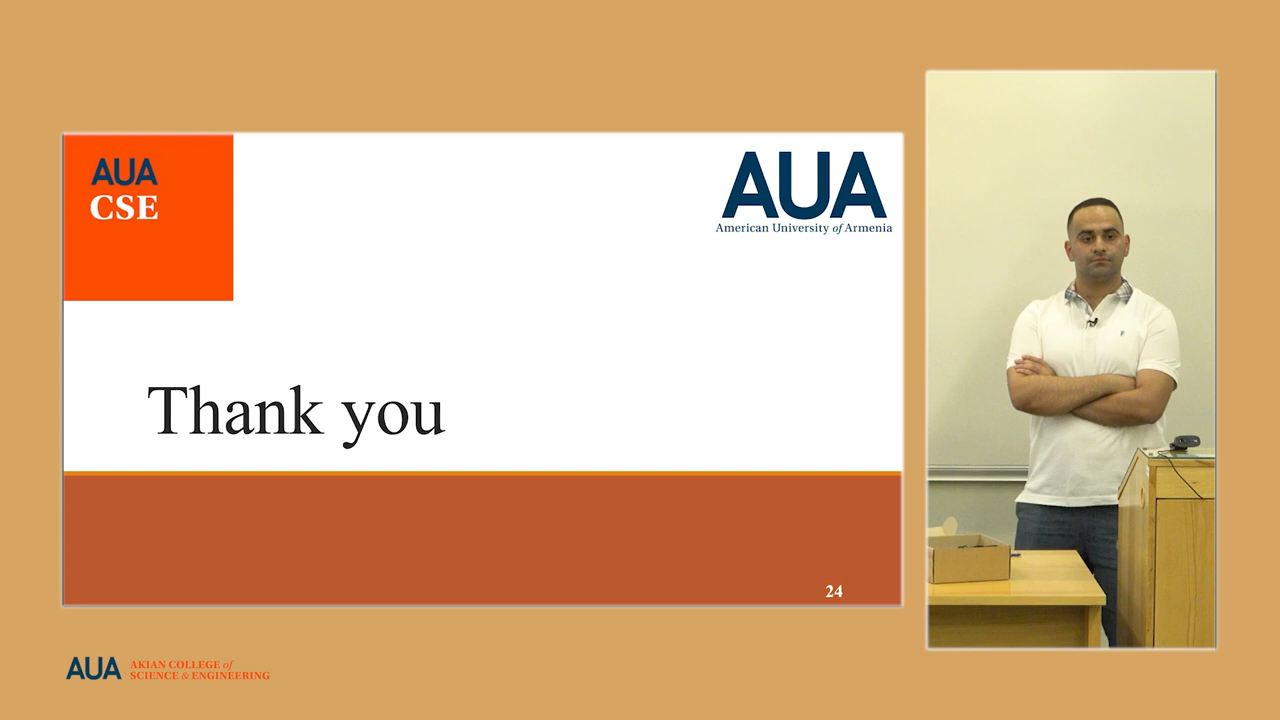 AUA
CSE
AUA
American University of Armenia
Thank you
24
AUA
AKIAN COLLEGE of
SCIENCE & ENGINEERING